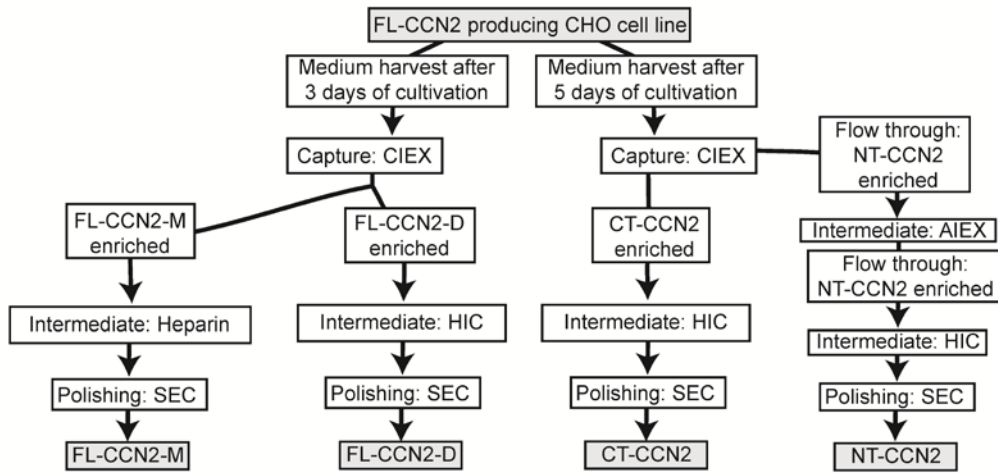 FL-CCN2 producing CHO cell line
Medium harvest after
3 days of cultivation
Medium harvest after
5 days of cultivation
Capture: CIEX
Capture: CIEX
Flow through:
NT-CCN2
enriched
FL-CCN2-M
enriched
FL-CCN2-D
enriched
CT-CCN2
enriched
Intermediate: AIEX
Flow through:
NT-CCN2 enriched
Intermediate: Heparin
Intermediate: HIC
Intermediate: HIC
Intermediate: HIC
Polishing: SEC
Polishing: SEC
Polishing: SEC
Polishing: SEC
FL-CCN2-M
FL-CCN2-D
CT-CCN2
NT-CCN2